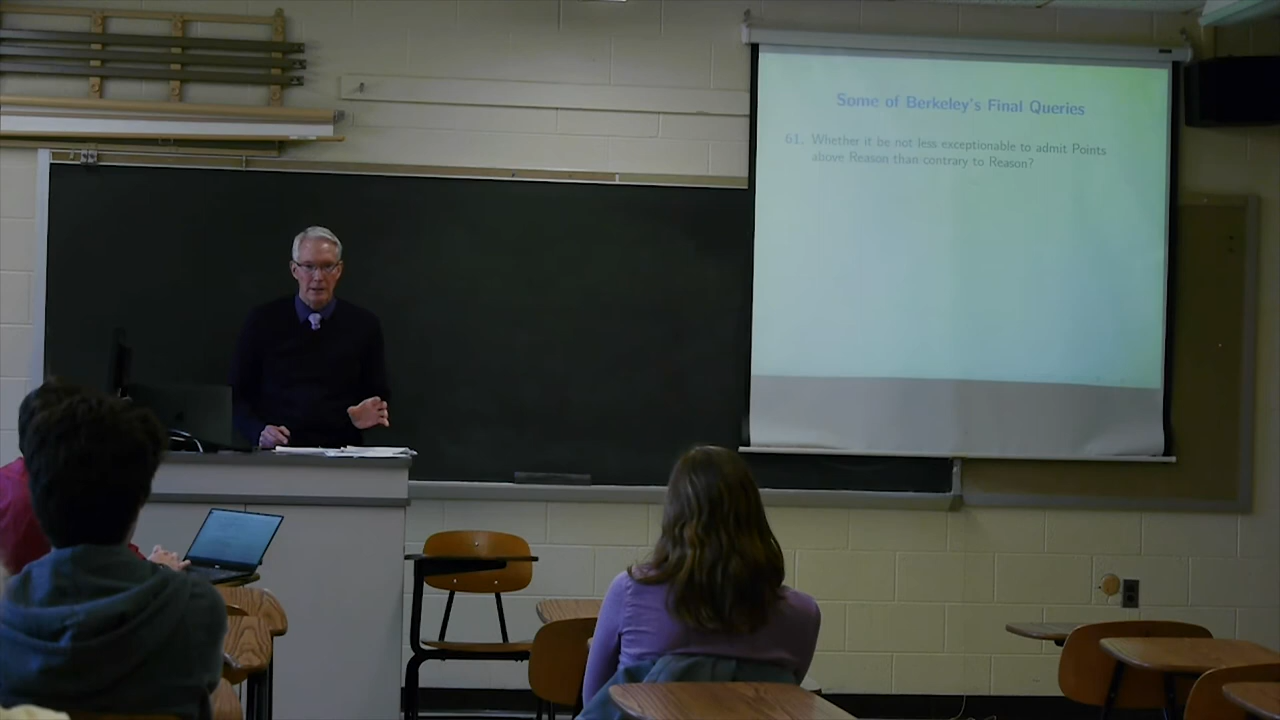 Some of Berkeley's Final Queries
61. Whether it be not less exceptionable to admit Points
above Reason than contrary to Reason?